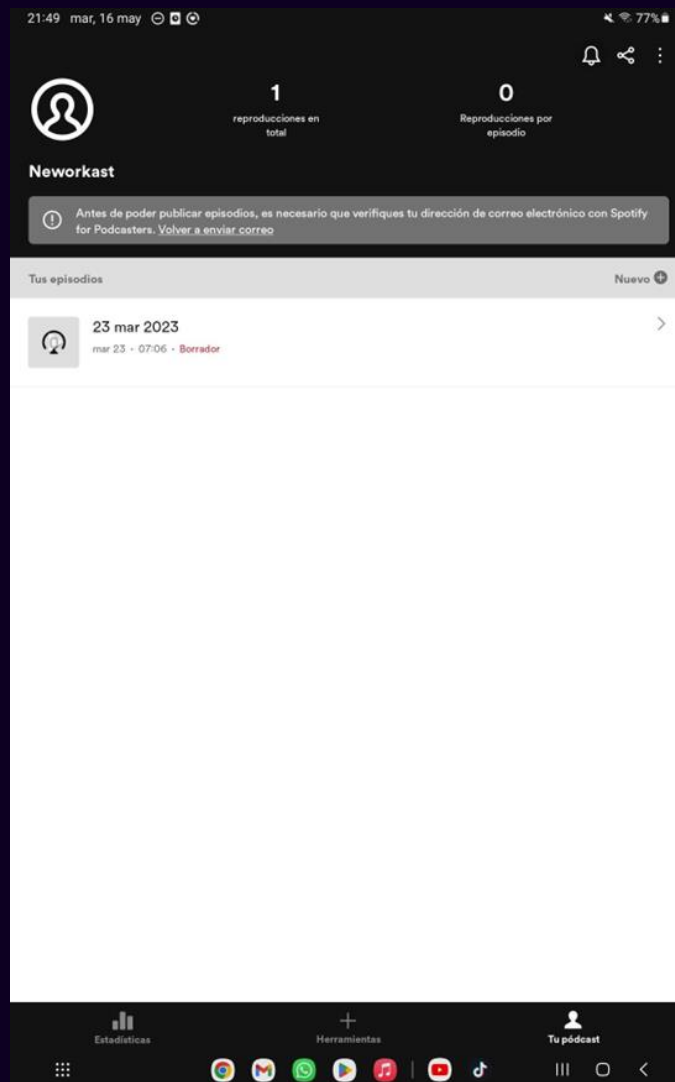 21:49 mar, 16 may
77%
1
reproducciones en
total
0
Reproducciones por
episodio
Neworkast
Antes de poder publicar episodios, es necesario que verifiques tu dirección de correo electrónico con Spotify
for Podcasters. Volver a enviar correo
Tus episodios
Nuevo
23 mar 2023
mar 23 - 07:06 - Borrador
Estadísticas
Herramientas
Tu pódcast